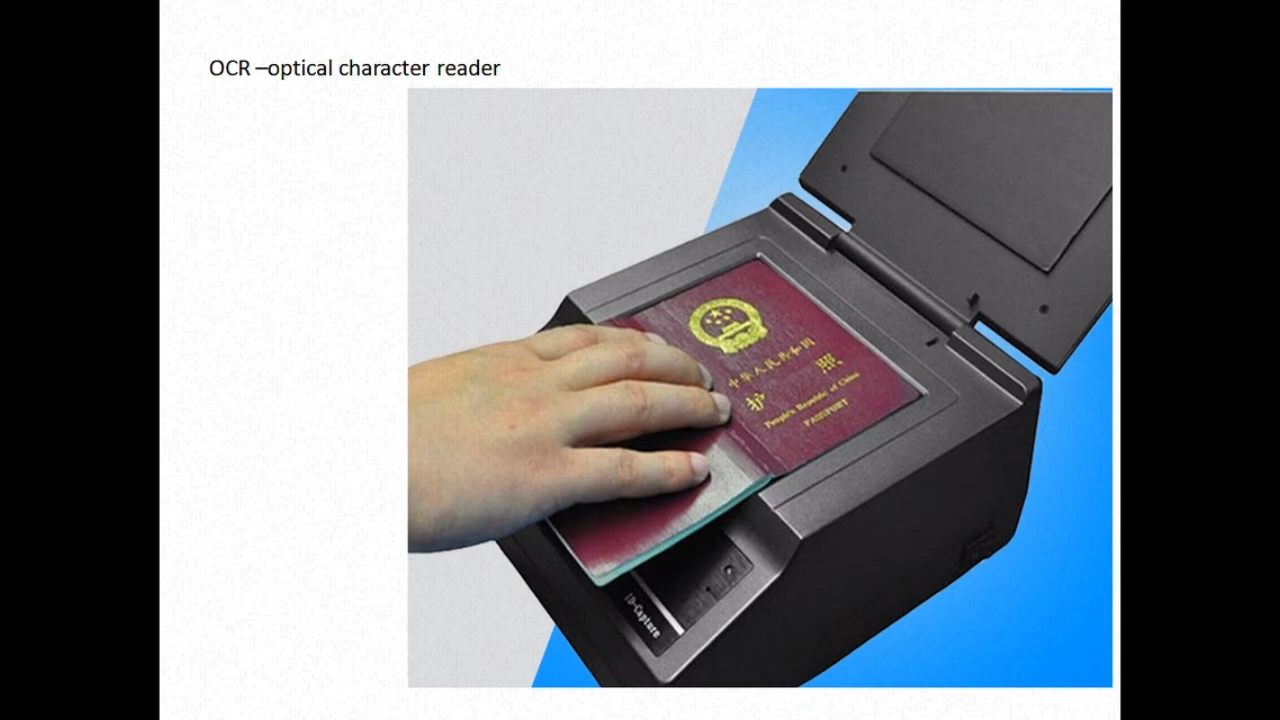 OCR –optical character reader
中华人民共和国
护 照
People's Republic of China
PASSPORT
ID-Capture